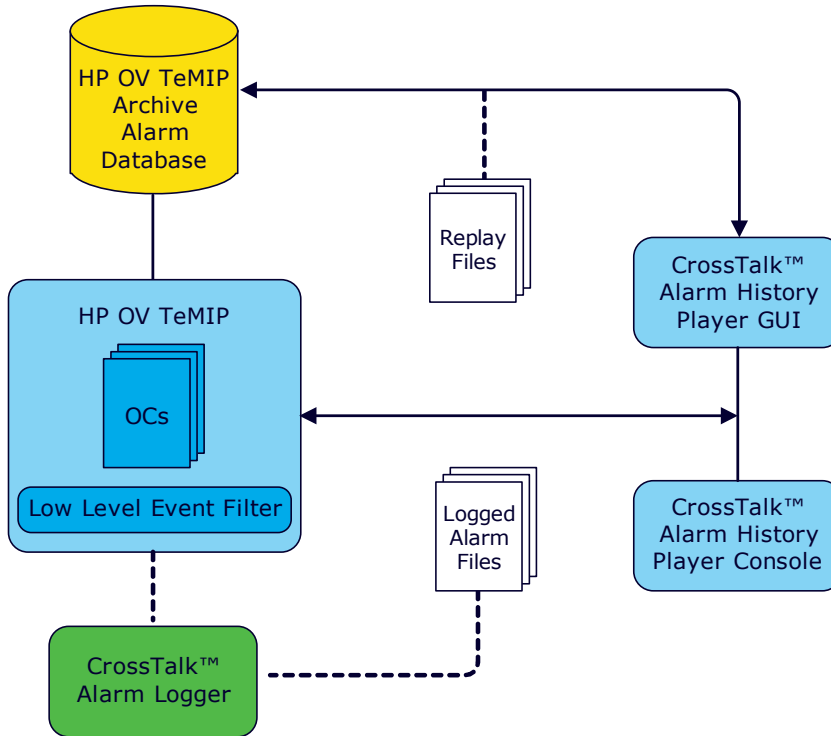 HP OV TeMIP
Archive
Alarm
Database
Replay
Files
CrossTalk™
Alarm History
Player GUI
HP OV TeMIP
OCs
Low Level Event Filter
Logged
Alarm
Files
CrossTalk™
Alarm History
Player Console
CrossTalk™
Alarm Logger